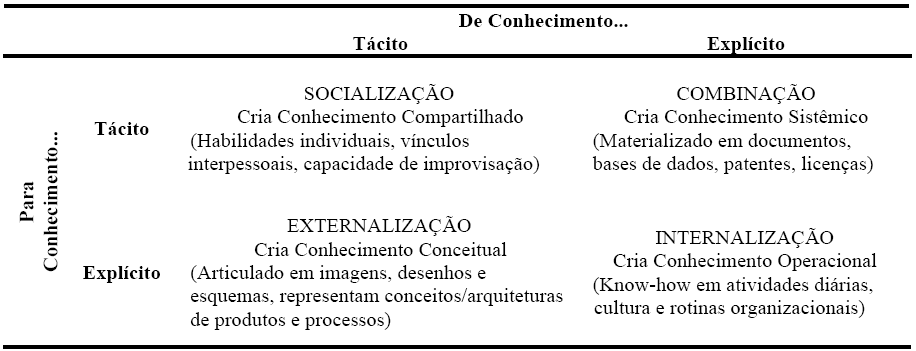 De Conhecimento...
Tácito
Explícito
Para
Conhecimento...
Tácito
SOCIALIZAÇÃO
Cria Conhecimento Compartilhado
(Habilidades individuais, vínculos
interpessoais, capacidade de improvisação)
COMBINAÇÃO
Cria Conhecimento Sistêmico
(Materializado em documentos,
bases de dados, patentes, licenças)
Explícito
EXTERNALIZAÇÃO
Cria Conhecimento Conceitual
(Articulado em imagens, desenhos e
esquemas, representam conceitos/arquiteturas
de produtos e processos)
INTERNALIZAÇÃO
Cria Conhecimento Operacional
(Know-how em atividades diárias,
cultura e rotinas organizacionais)